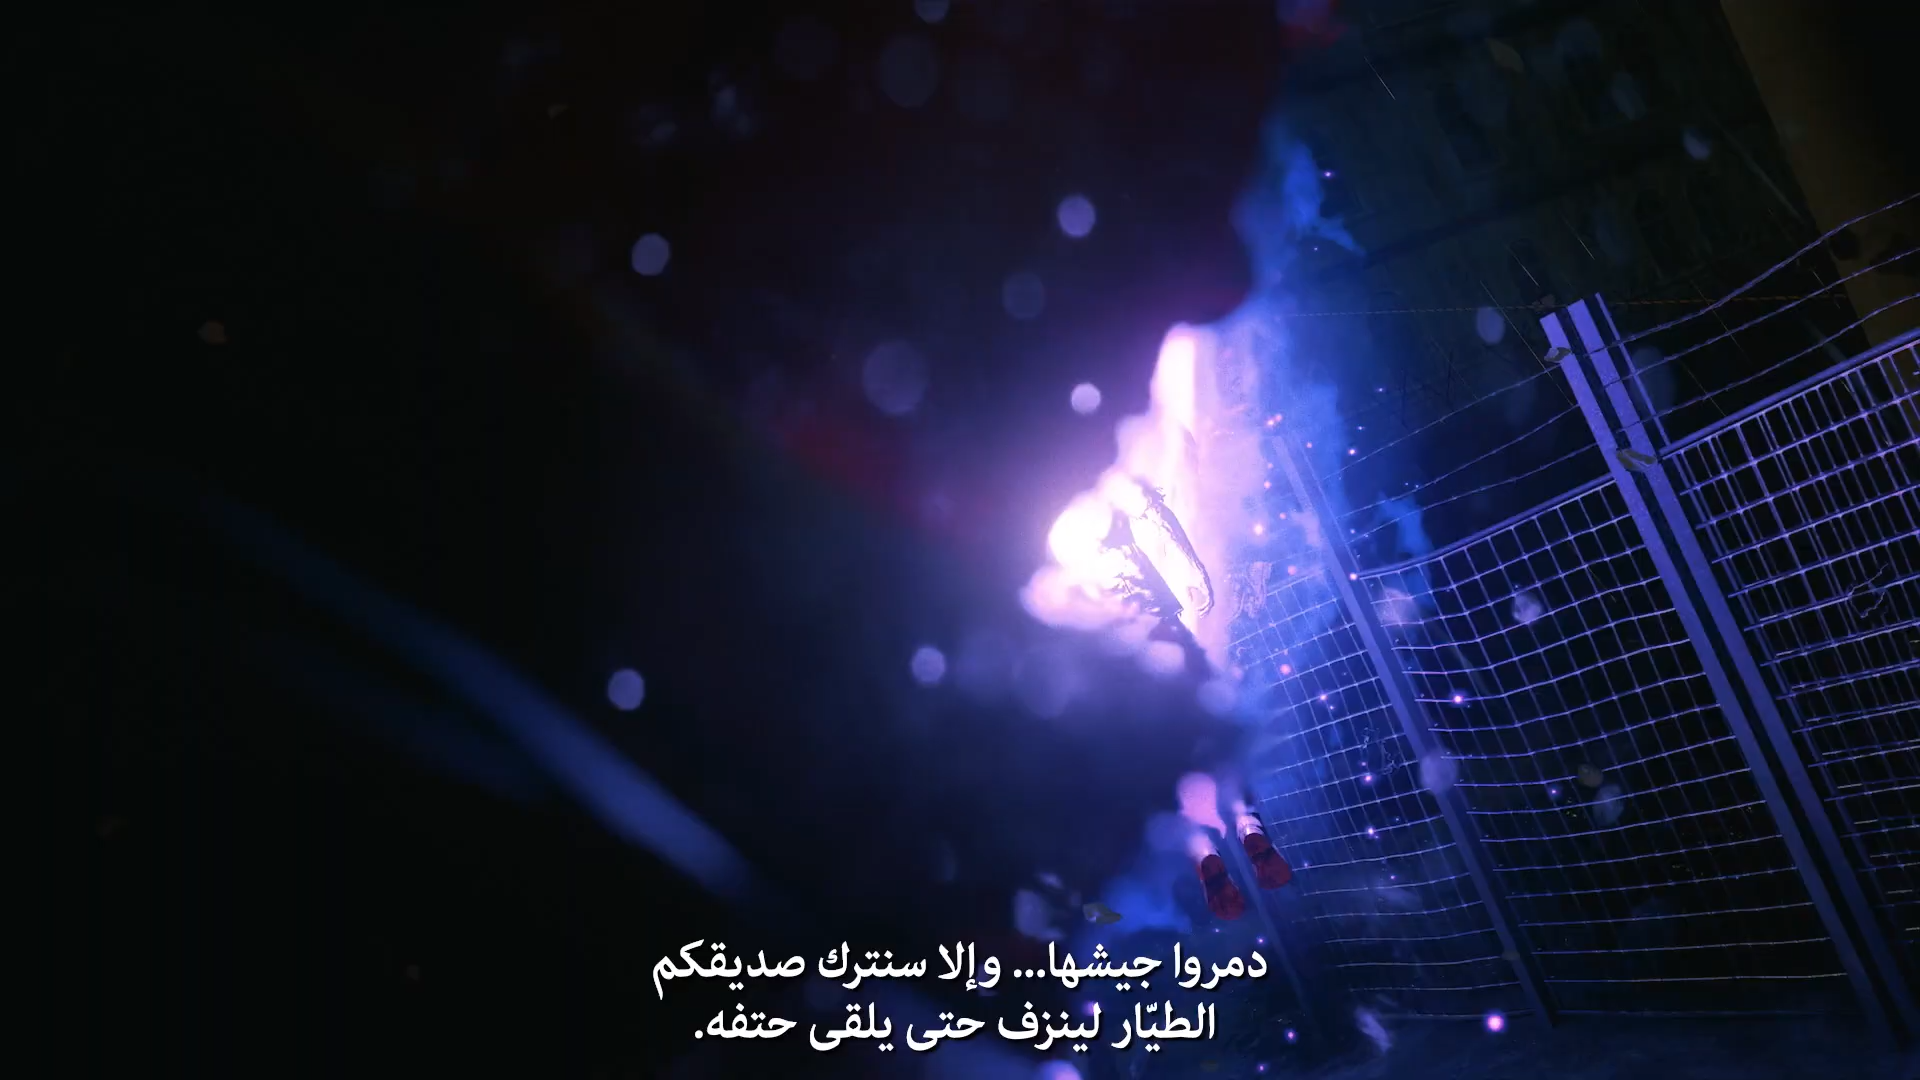 دمروا جيشها... وإلا سنترك صديقكم
الطيّار لينزف حتى يلقى حتفه.